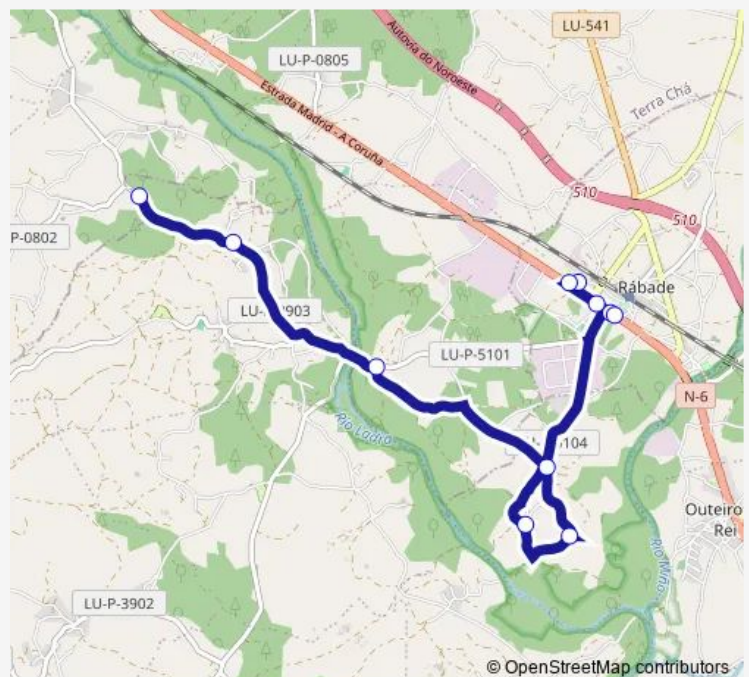 LU-541
LU-P-0805
Autovía do Noroeste
Estrada Madrid - A Coruña
Terra Chá
510
510
P-0802
Rábade
LU-P-5101
N-6
Río Ladra
Outeiro
Rei
Río Miño
LU-P-3902
© OpenStreetMap contributors